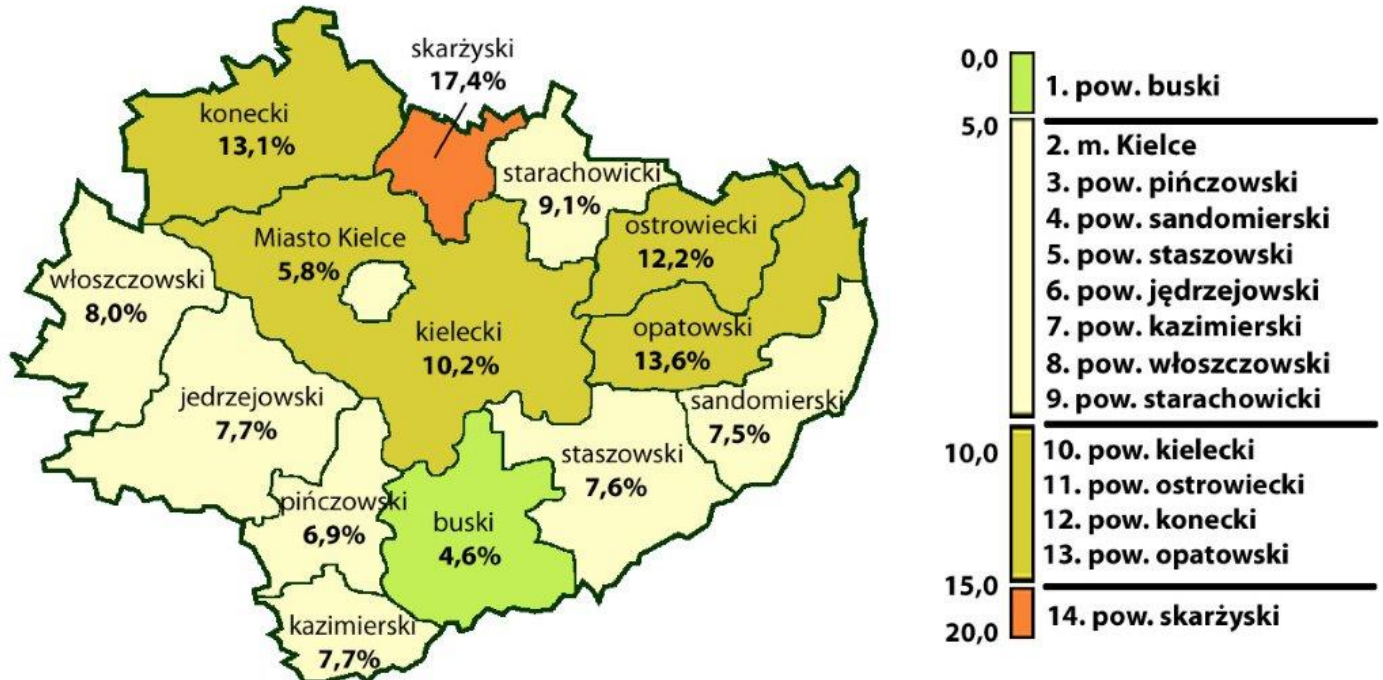 skarżyski
17,4%
konecki
13,1%
starachowicki
9,1%
ostrowiecki
12,2%
Miasto Kielce
5,8%
włoszczowski
8,0%
kielecki
10,2%
opatowski
13,6%
jedrzejowski
7,7%
sandomierski
7,5%
staszowski
7,6%
pińczowski
6,9%
buski
4,6%
kazimierski
7,7%
0,0
1. pow. buski
5,0
2. m. Kielce
3. pow. pińczowski
4. pow. sandomierski
5. pow. staszowski
6. pow. jędrzejowski
7. pow. kazimierski
8. pow. włoszczowski
9. pow. starachowicki
10,0
10. pow. kielecki
11. pow. ostrowiecki
12. pow. konecki
13. pow. opatowski
15,0
14. pow. skarżyski
20,0